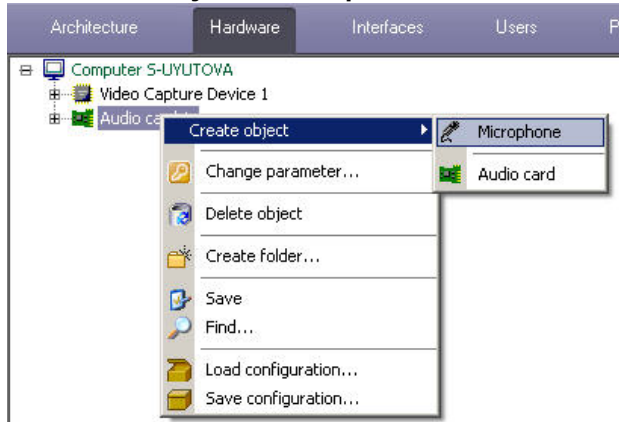 Architecture Hardware Interfaces Users
Computer S-UYUTOVA
Video Capture Device 1
Audio
Create object
Microphone
Audio card
Change parameter...
Delete object
Create folder...
Save
Find...
Load configuration...
Save configuration...